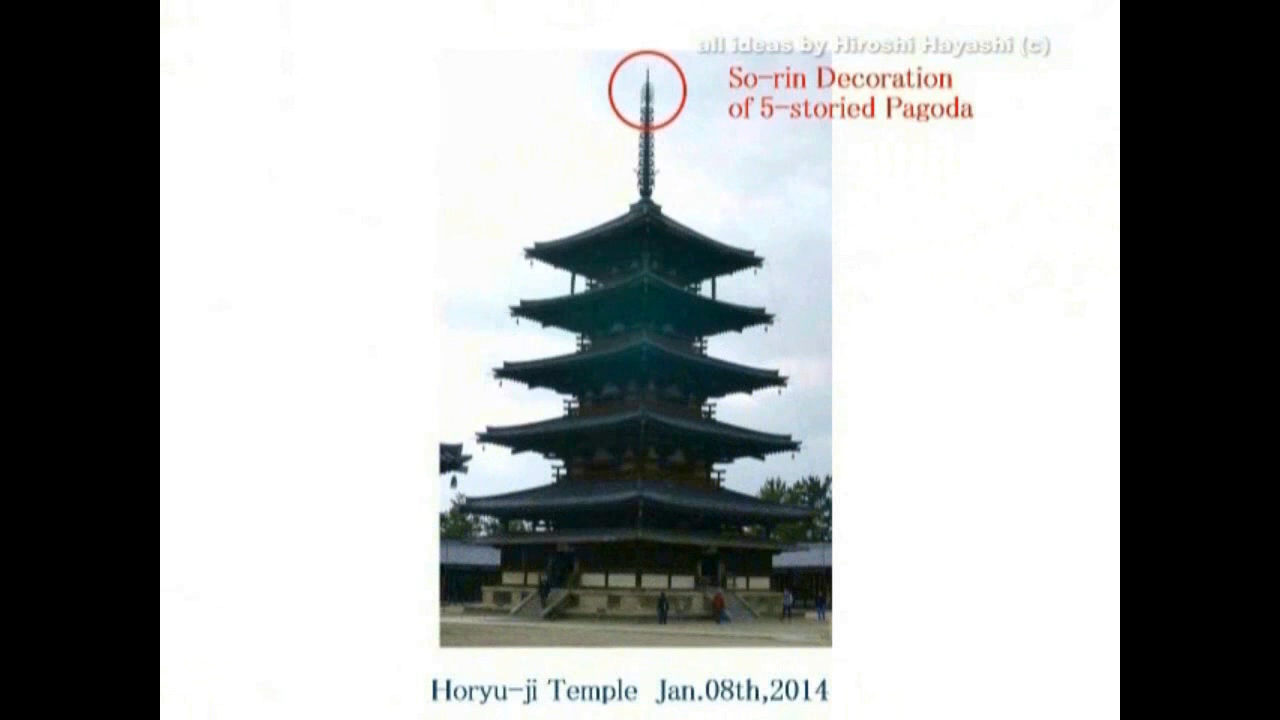 all ideas by Hiroshi Hayashi (c)
So-rin Decoration
of 5-storied Pagoda
Horyu-ji Temple Jan.08th,2014